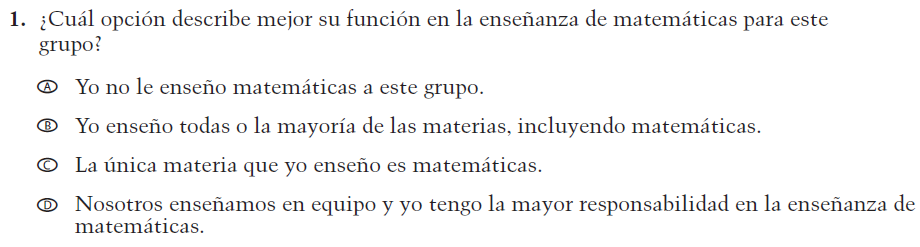 1. ¿Cuál opción describe mejor su función en la enseñanza de matemáticas para este
grupo?
A Yo no le enseño matemáticas a este grupo.
B Yo enseño todas o la mayoría de las materias, incluyendo matemáticas.
C La única materia que yo enseño es matemáticas.
D Nosotros enseñamos en equipo y yo tengo la mayor responsabilidad en la enseñanza de
matemáticas.